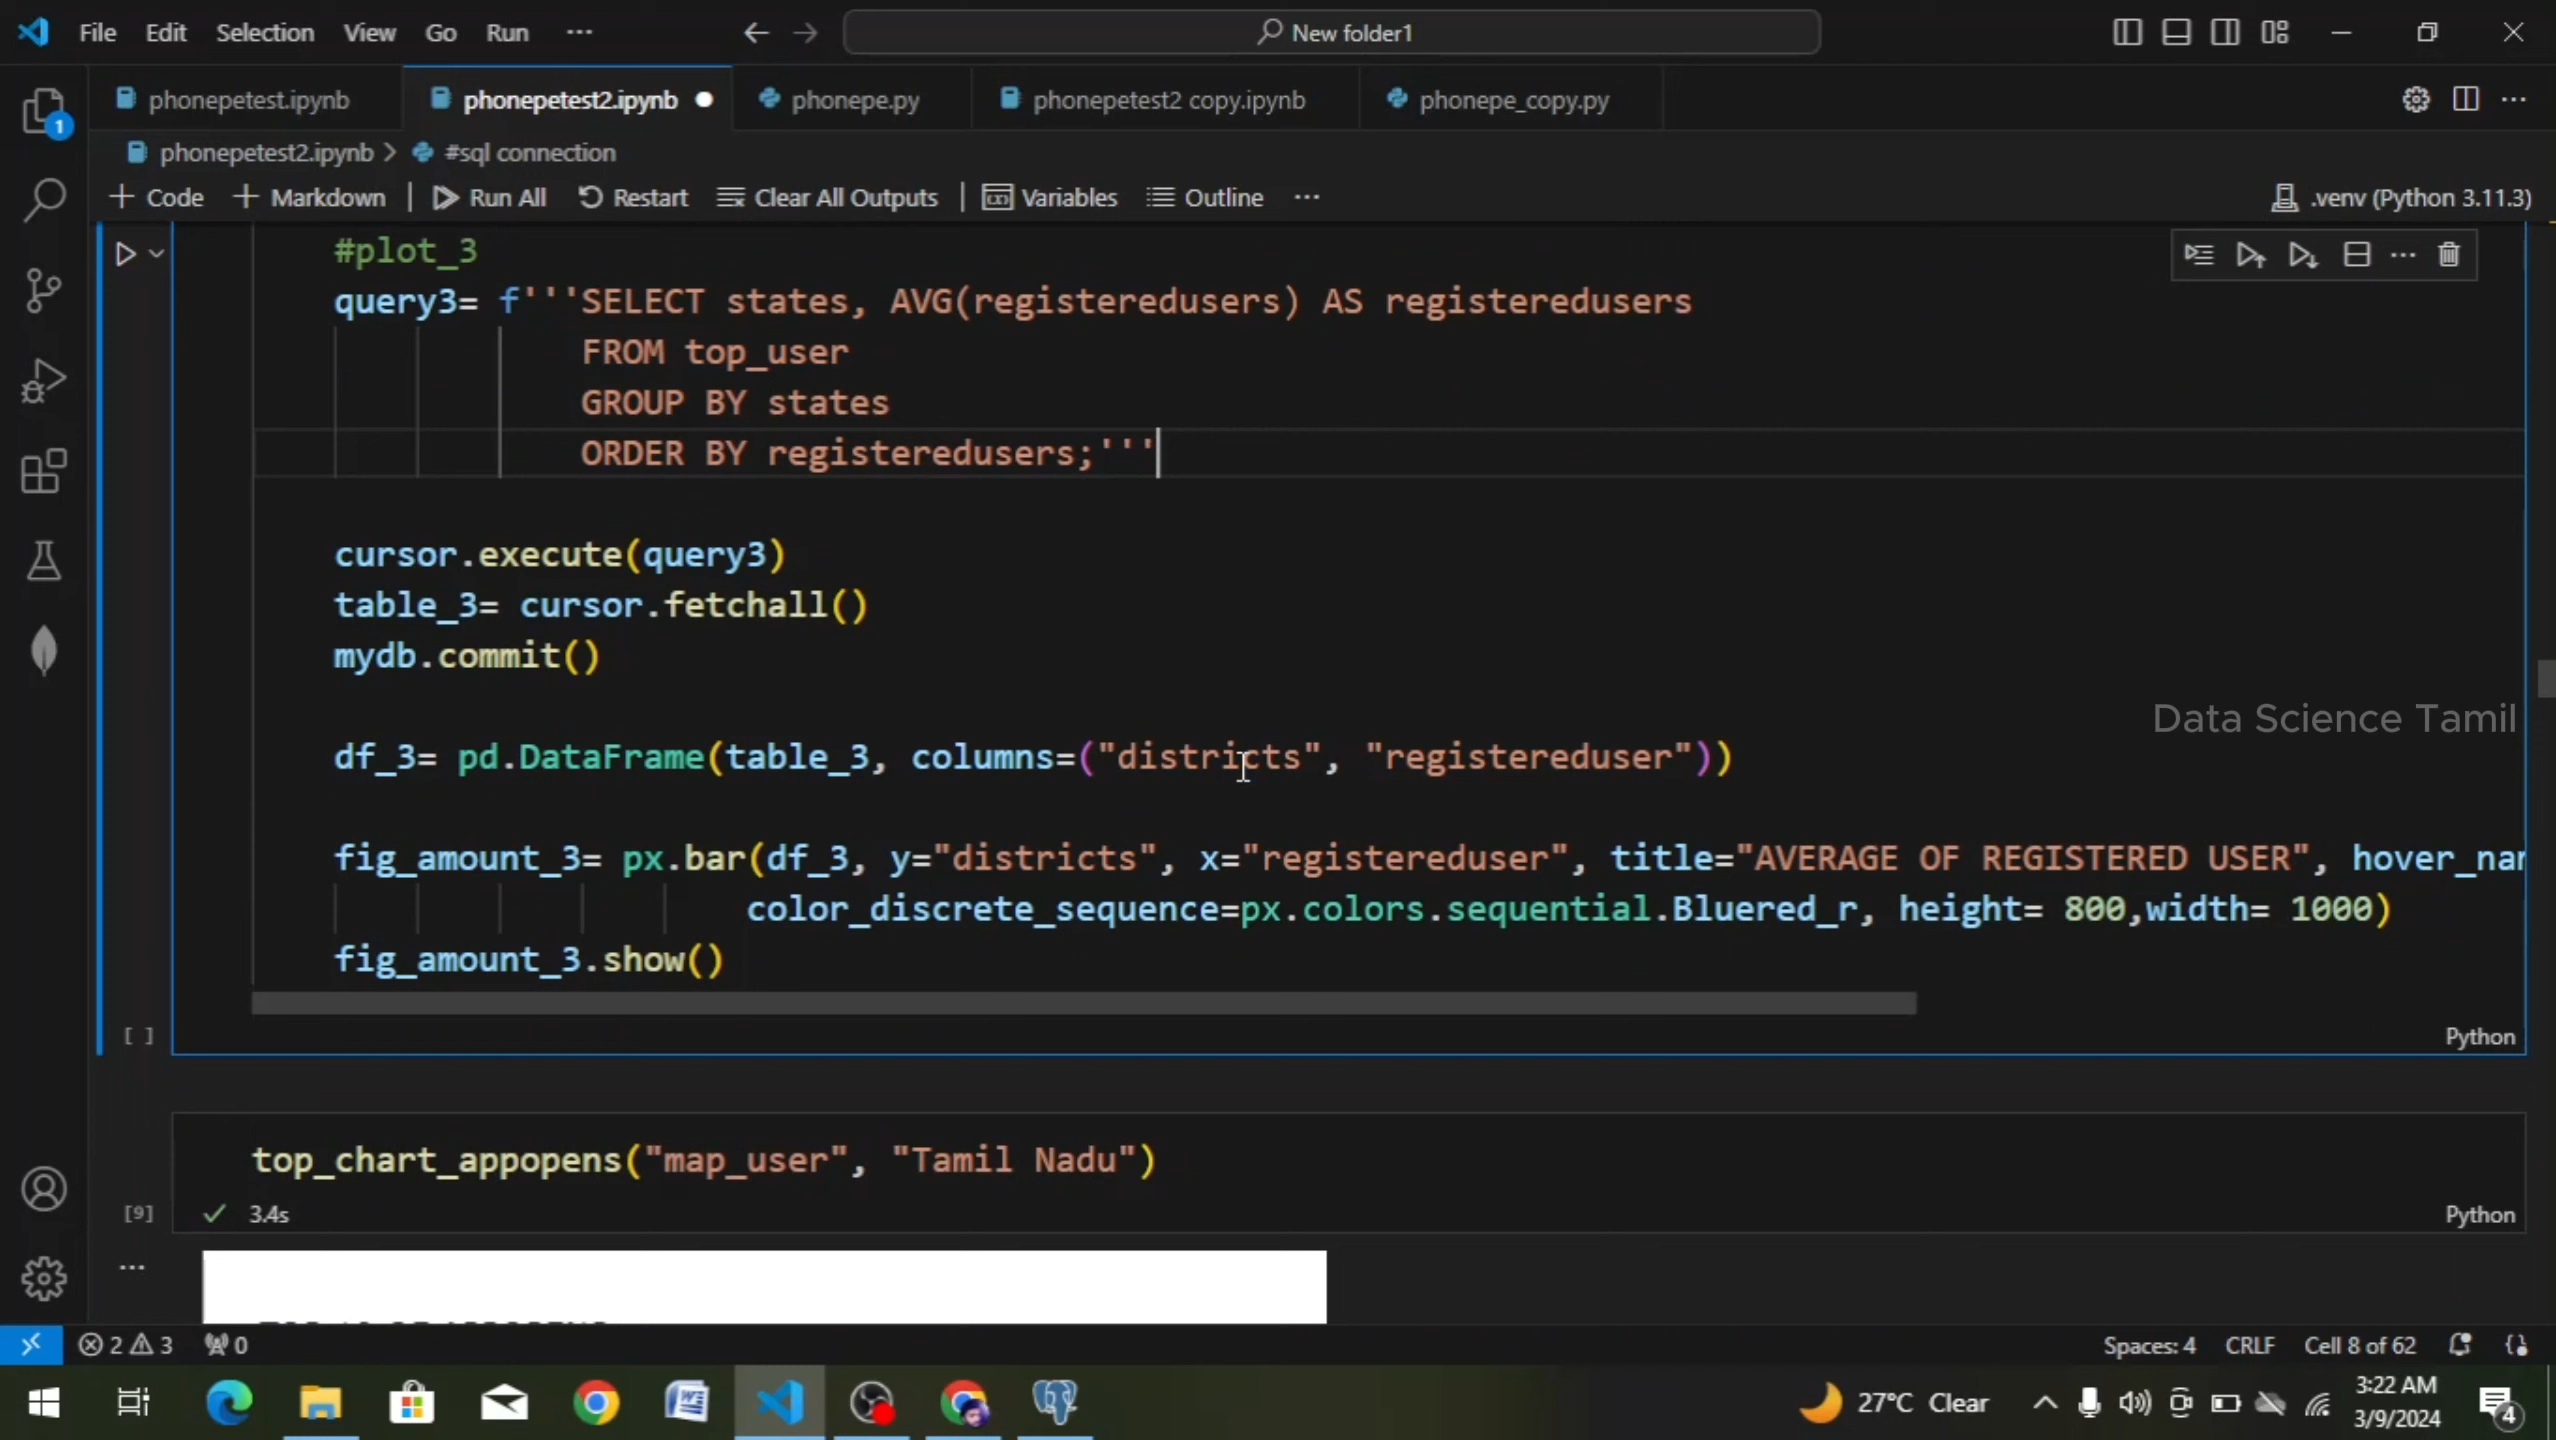 File Edit Selection View Go Run ··· New folder1
phonepetest.ipynb phonepetest2.ipynb phonepe.py phonepetest2 copy.ipynb phonepe_copy.py ···
phonepetest2.ipynb > #sql connection
+ Code + Markdown | Run All Restart Clear All Outputs | Variables Outline ··· .venv (Python 3.11.3)
#plot_3
query3= f'''SELECT states, AVG(registeredusers) AS registeredusers
FROM top_user
GROUP BY states
ORDER BY registeredusers;'''
cursor.execute(query3)
table_3= cursor.fetchall()
mydb.commit()
Data Science Tamil
df_3= pd.DataFrame(table_3, columns=("districts", "registereduser"))
fig_amount_3= px.bar(df_3, y="districts", x="registereduser", title="AVERAGE OF REGISTERED USER", hover_nam
color_discrete_sequence=px.colors.sequential.Bluered_r, height= 800,width= 1000)
fig_amount_3.show()
[ ] Python
top_chart_appopens("map_user", "Tamil Nadu")
[9] 3.4s Python
···
2 3 0 Spaces: 4 CRLF Cell 8 of 62
27°C Clear 3:22 AM
3/9/2024 4